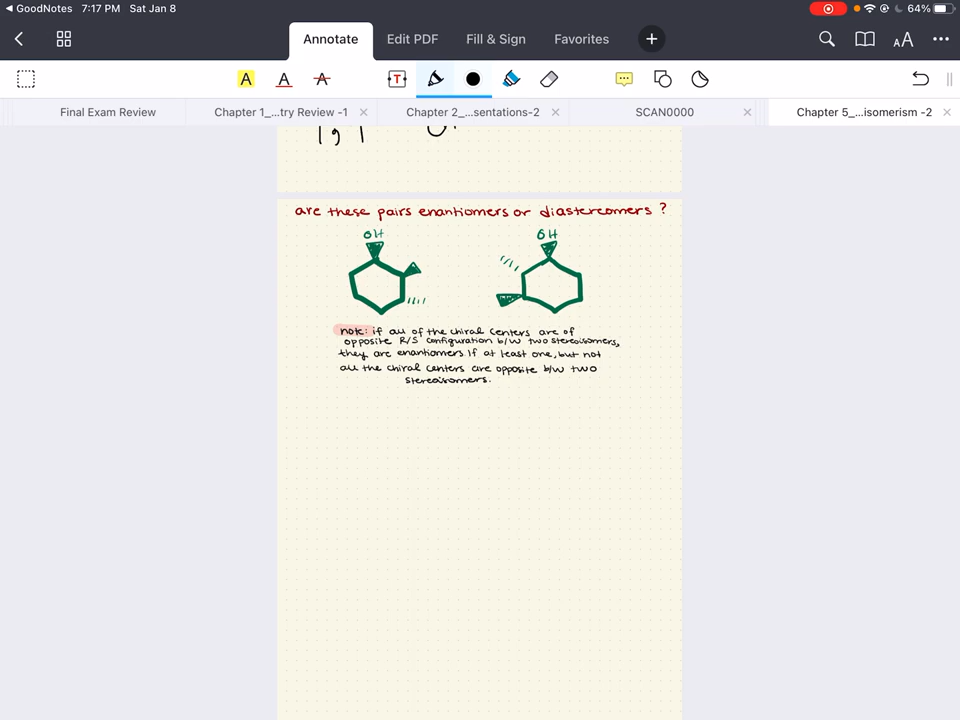 GoodNotes 7:17 PM Sat Jan 8 64%
Annotate Edit PDF Fill & Sign Favorites
Final Exam Review Chapter 1_...try Review -1 Chapter 2_...sentations-2 SCAN0000 Chapter 5_...isomerism -2
are these pairs enantiomers or diastereomers ?
OH OH
note: if all of the chiral centers are of
opposite R/S configuration b/w two stereoisomers,
they are enantiomers. If at least one, but not
all the chiral centers are opposite b/w two
stereoisomers.